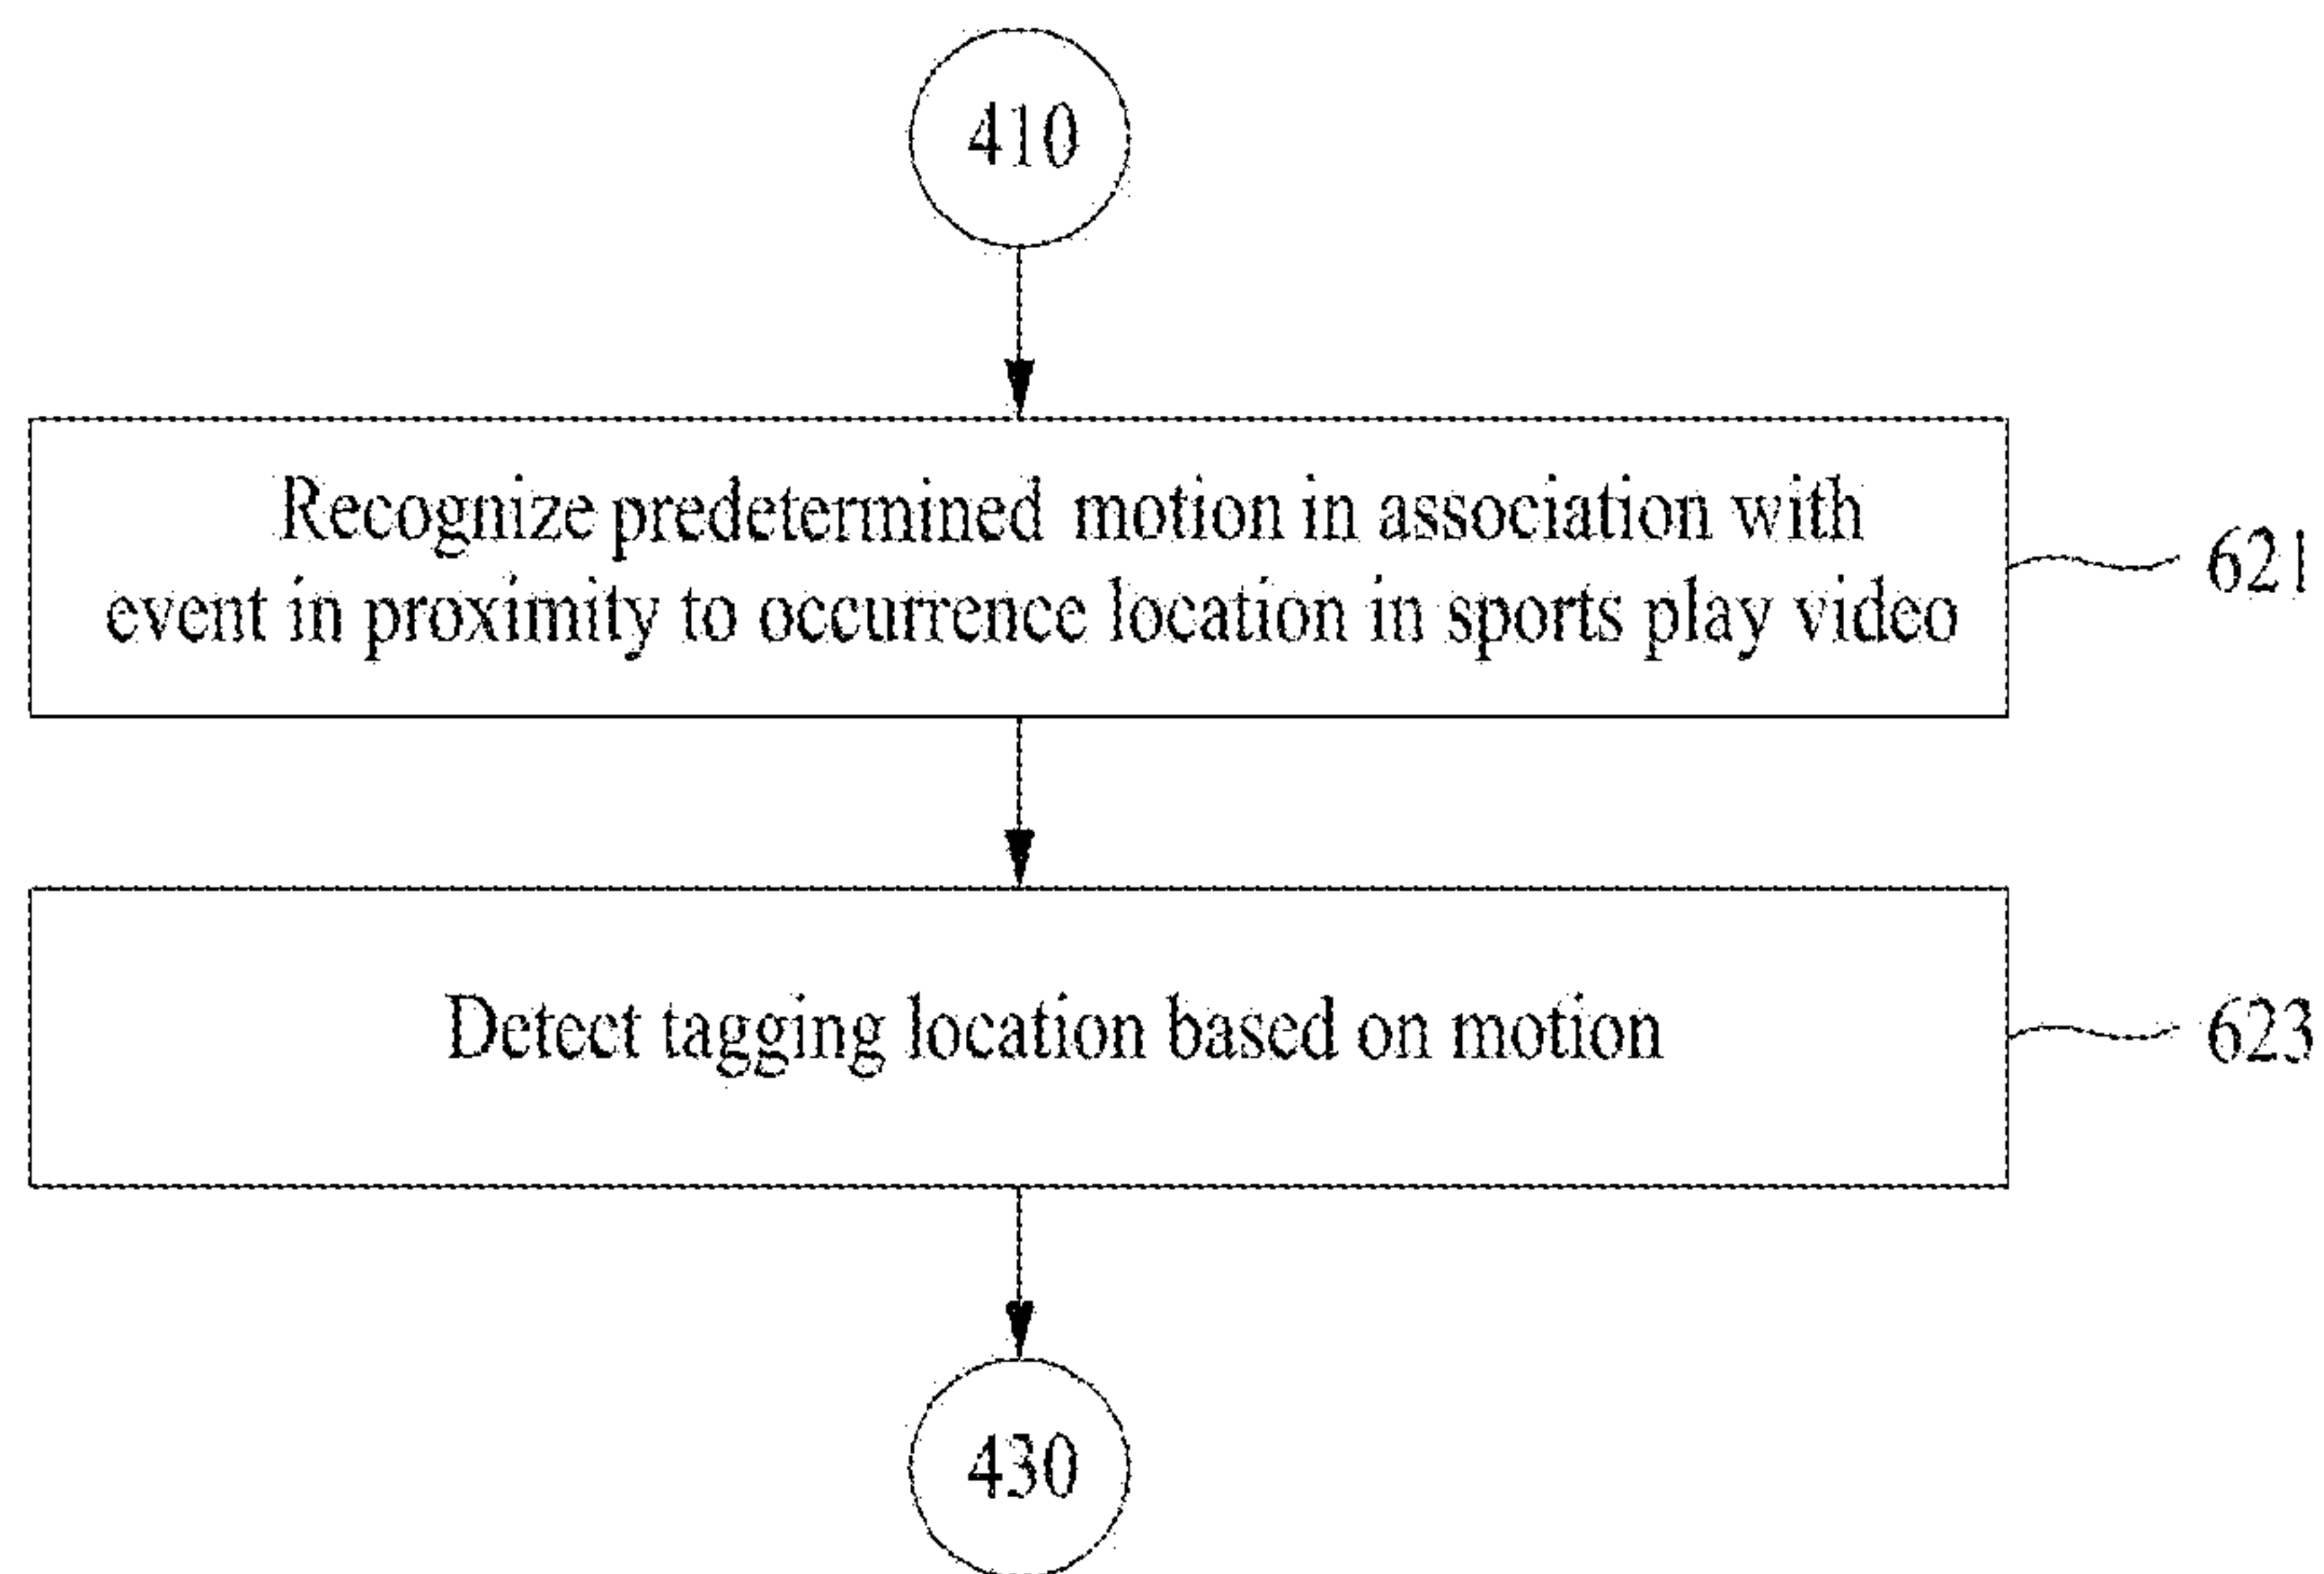 410
Recognize predetermined motion in association with
event in proximity to occurrence location in sports play video
621
Detect tagging location based on motion
623
430